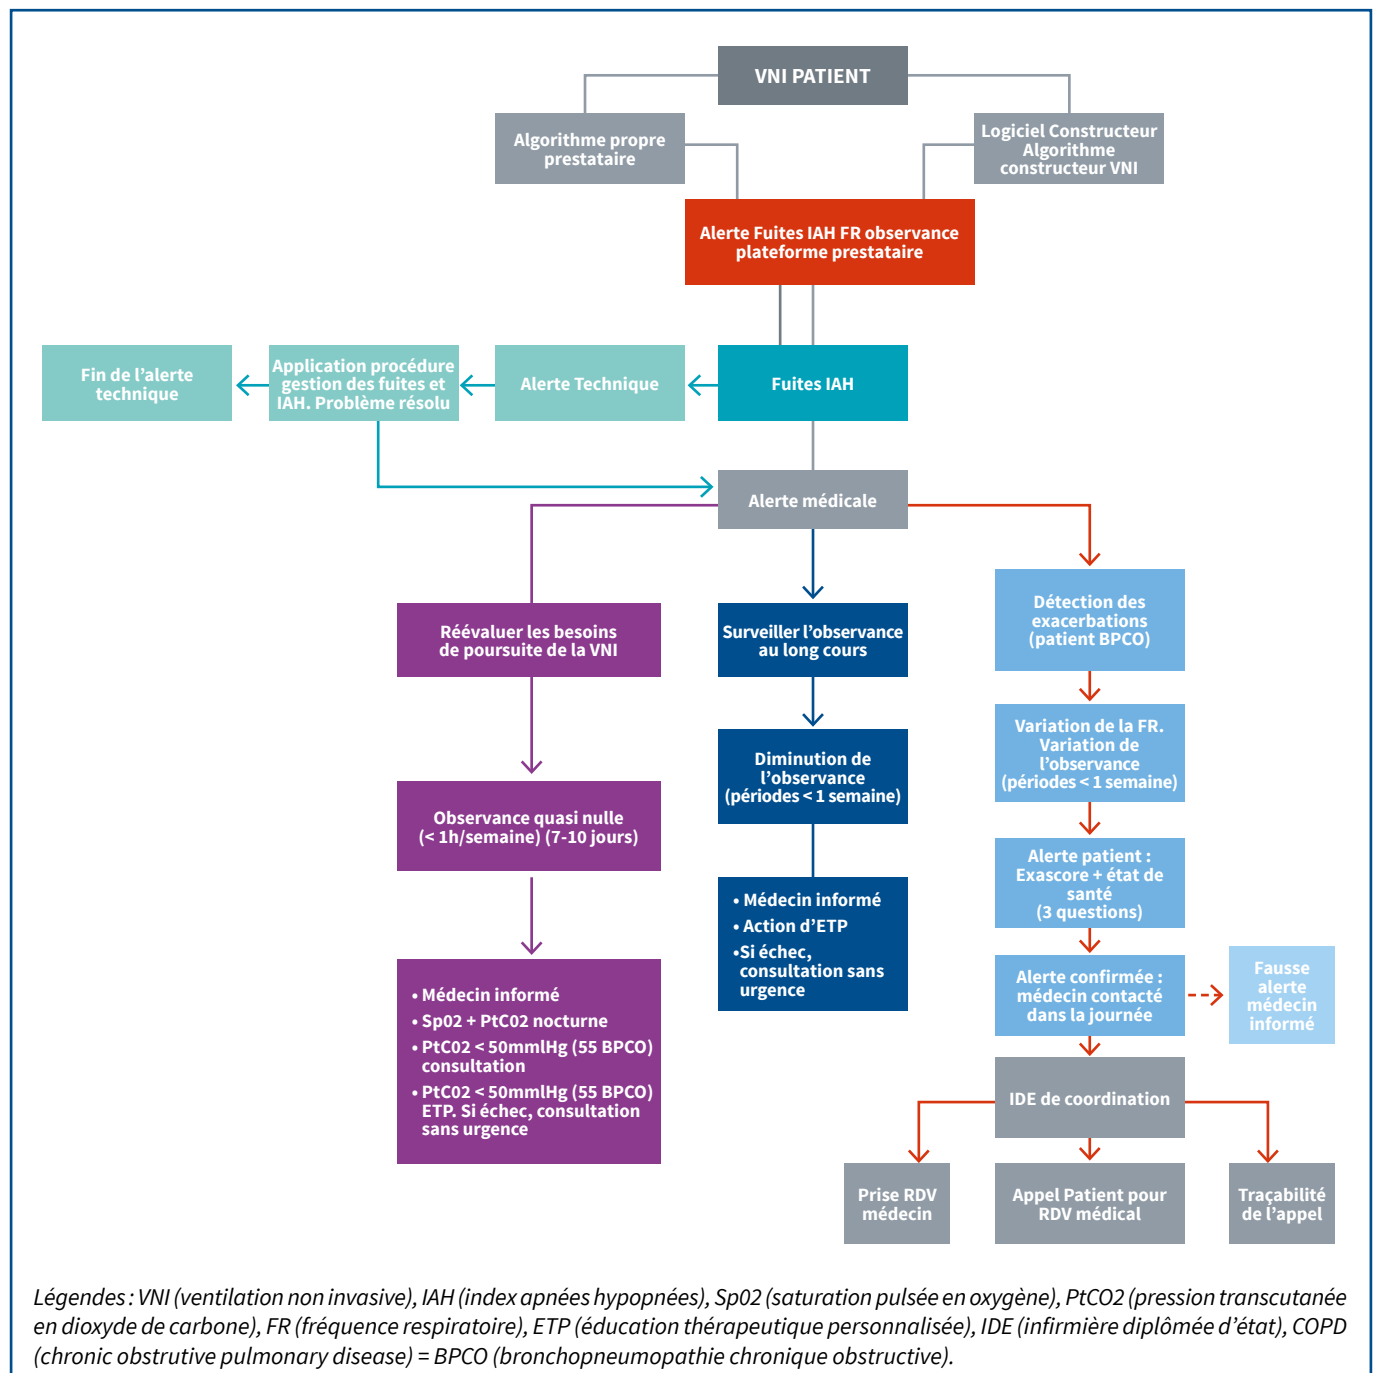 VNI PATIENT
Algorithme propre
prestataire
Logiciel Constructeur
Algorithme
constructeur VNI
Alerte Fuites IAH FR observance
plateforme prestataire
Fin de l’alerte
technique
Application procédure
gestion des fuites et
IAH. Problème résolu
Alerte Technique
Fuites IAH
Alerte médicale
Réévaluer les besoins
de poursuite de la VNI
Observance quasi nulle
(< 1h/semaine) (7-10 jours)
• Médecin informé
• Sp02 + PtC02 nocturne
• PtC02 < 50mmlHg (55 BPCO)
consultation
• PtC02 < 50mmlHg (55 BPCO)
ETP. Si échec, consultation
sans urgence
Surveiller l’observance
au long cours
Diminution de
l’observance
(périodes < 1 semaine)
• Médecin informé
• Action d’ETP
•Si échec,
consultation sans
urgence
Détection des
exacerbations
(patient BPCO)
Variation de la FR.
Variation de
l’observance
(périodes < 1 semaine)
Alerte patient :
Exascore + état de
santé
(3 questions)
Alerte confirmée :
médecin contacté
dans la journée
Fausse
alerte
médecin
informé
IDE de coordination
Prise RDV
médecin
Appel Patient pour
RDV médical
Traçabilité
de l’appel
Légendes : VNI (ventilation non invasive), IAH (index apnées hypopnées), Sp02 (saturation pulsée en oxygène), PtCO2 (pression transcutanée
en dioxyde de carbone), FR (fréquence respiratoire), ETP (éducation thérapeutique personnalisée), IDE (infirmière diplômée d’état), COPD
(chronic obstrutive pulmonary disease) = BPCO (bronchopneumopathie chronique obstructive).